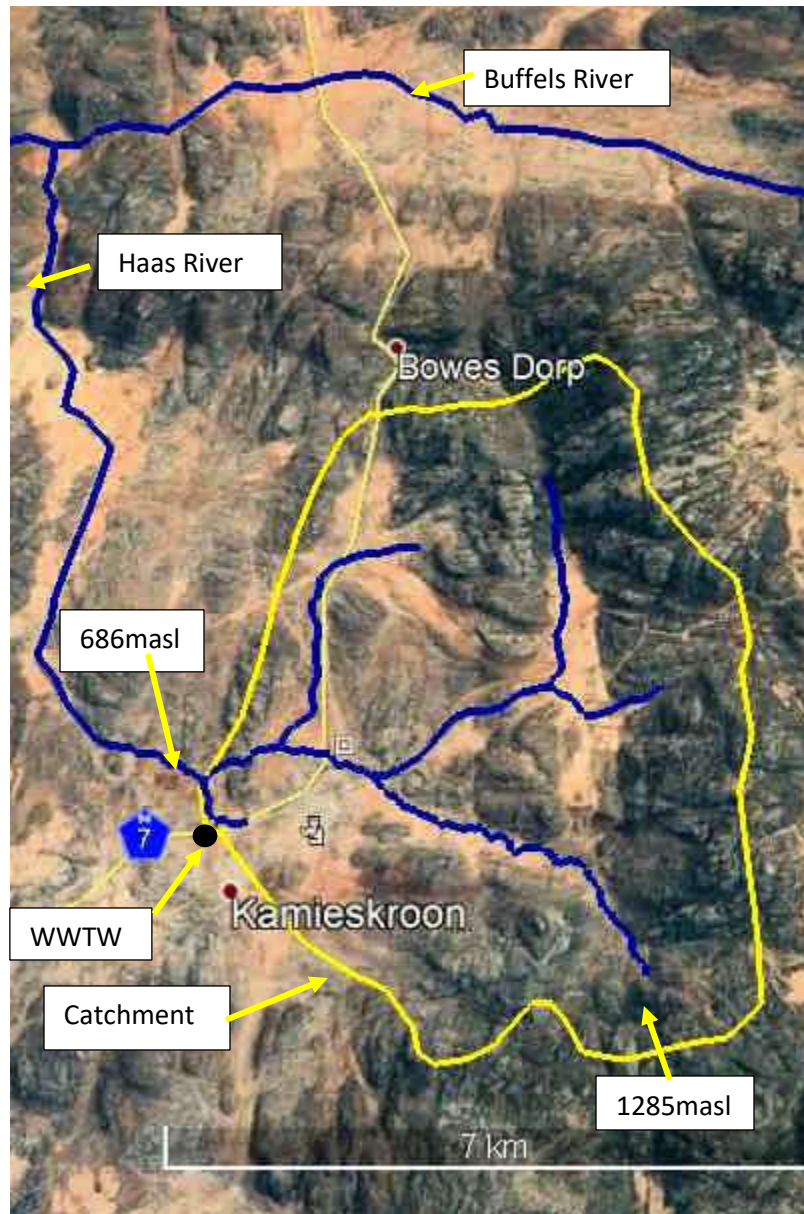 Buffels River
Haas River
Bowes Dorp
686masl
N
7
WWTW
Kamieskroon
Catchment
1285masl
7 km